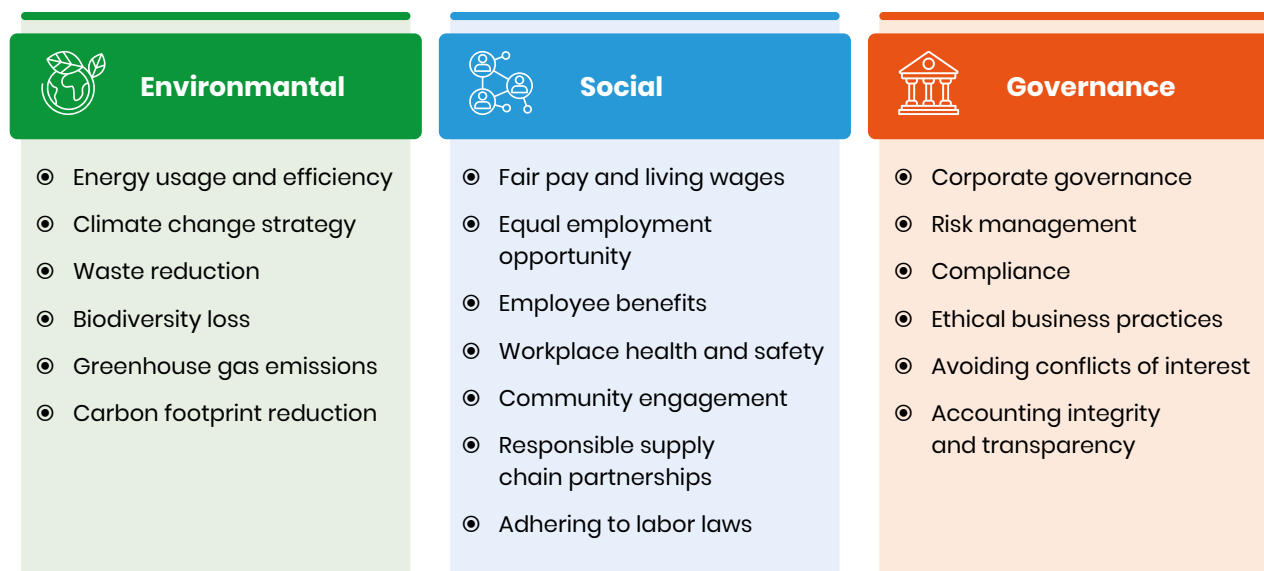 Environmantal
Energy usage and efficiency
Climate change strategy
Waste reduction
Biodiversity loss
Greenhouse gas emissions
Carbon footprint reduction
Social
Fair pay and living wages
Equal employment
opportunity
Employee benefits
Workplace health and safety
Community engagement
Responsible supply
chain partnerships
Adhering to labor laws
Governance
Corporate governance
Risk management
Compliance
Ethical business practices
Avoiding conflicts of interest
Accounting integrity
and transparency